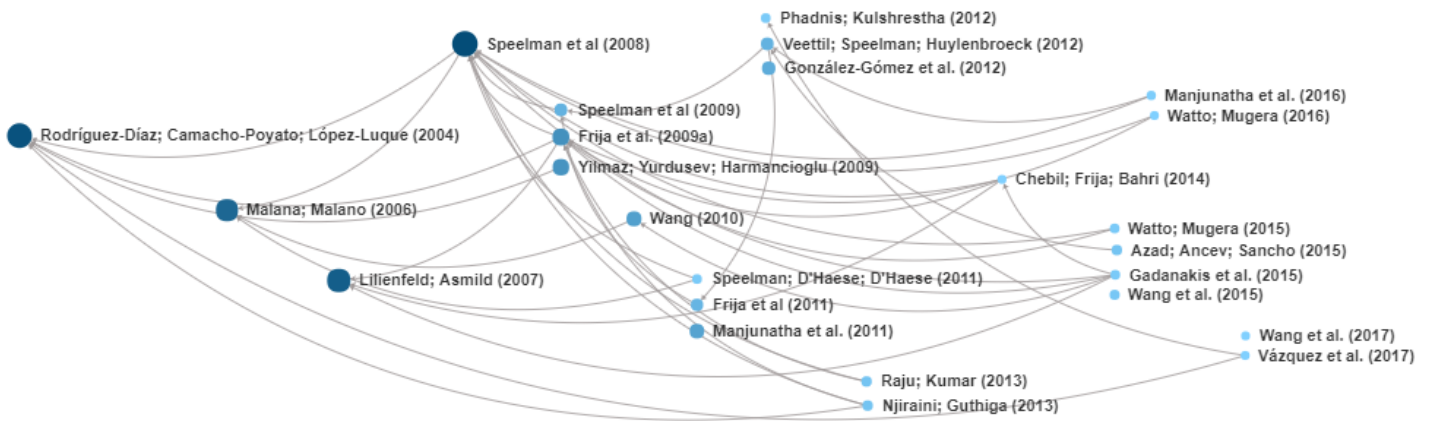 Phadnis; Kulshrestha (2012)
Speelman et al (2008)
Veettil; Speelman; Huylenbroeck (2012)
González-Gómez et al. (2012)
Manjunatha et al. (2016)
Speelman et al (2009)
Watto; Mugera (2016)
Rodríguez-Díaz; Camacho-Poyato; López-Luque (2004)
Frija et al. (2009a)
Yilmaz; Yurdusev; Harmancioglu (2009)
Chebil; Frija; Bahri (2014)
Malana; Malano (2006)
Wang (2010)
Watto; Mugera (2015)
Azad; Ancev; Sancho (2015)
Lilienfeld; Asmild (2007)
Speelman; D'Haese; D'Haese (2011)
Gadanakis et al. (2015)
Wang et al. (2015)
Frija et al (2011)
Manjunatha et al. (2011)
Wang et al. (2017)
Vázquez et al. (2017)
Raju; Kumar (2013)
Njiraini; Guthiga (2013)